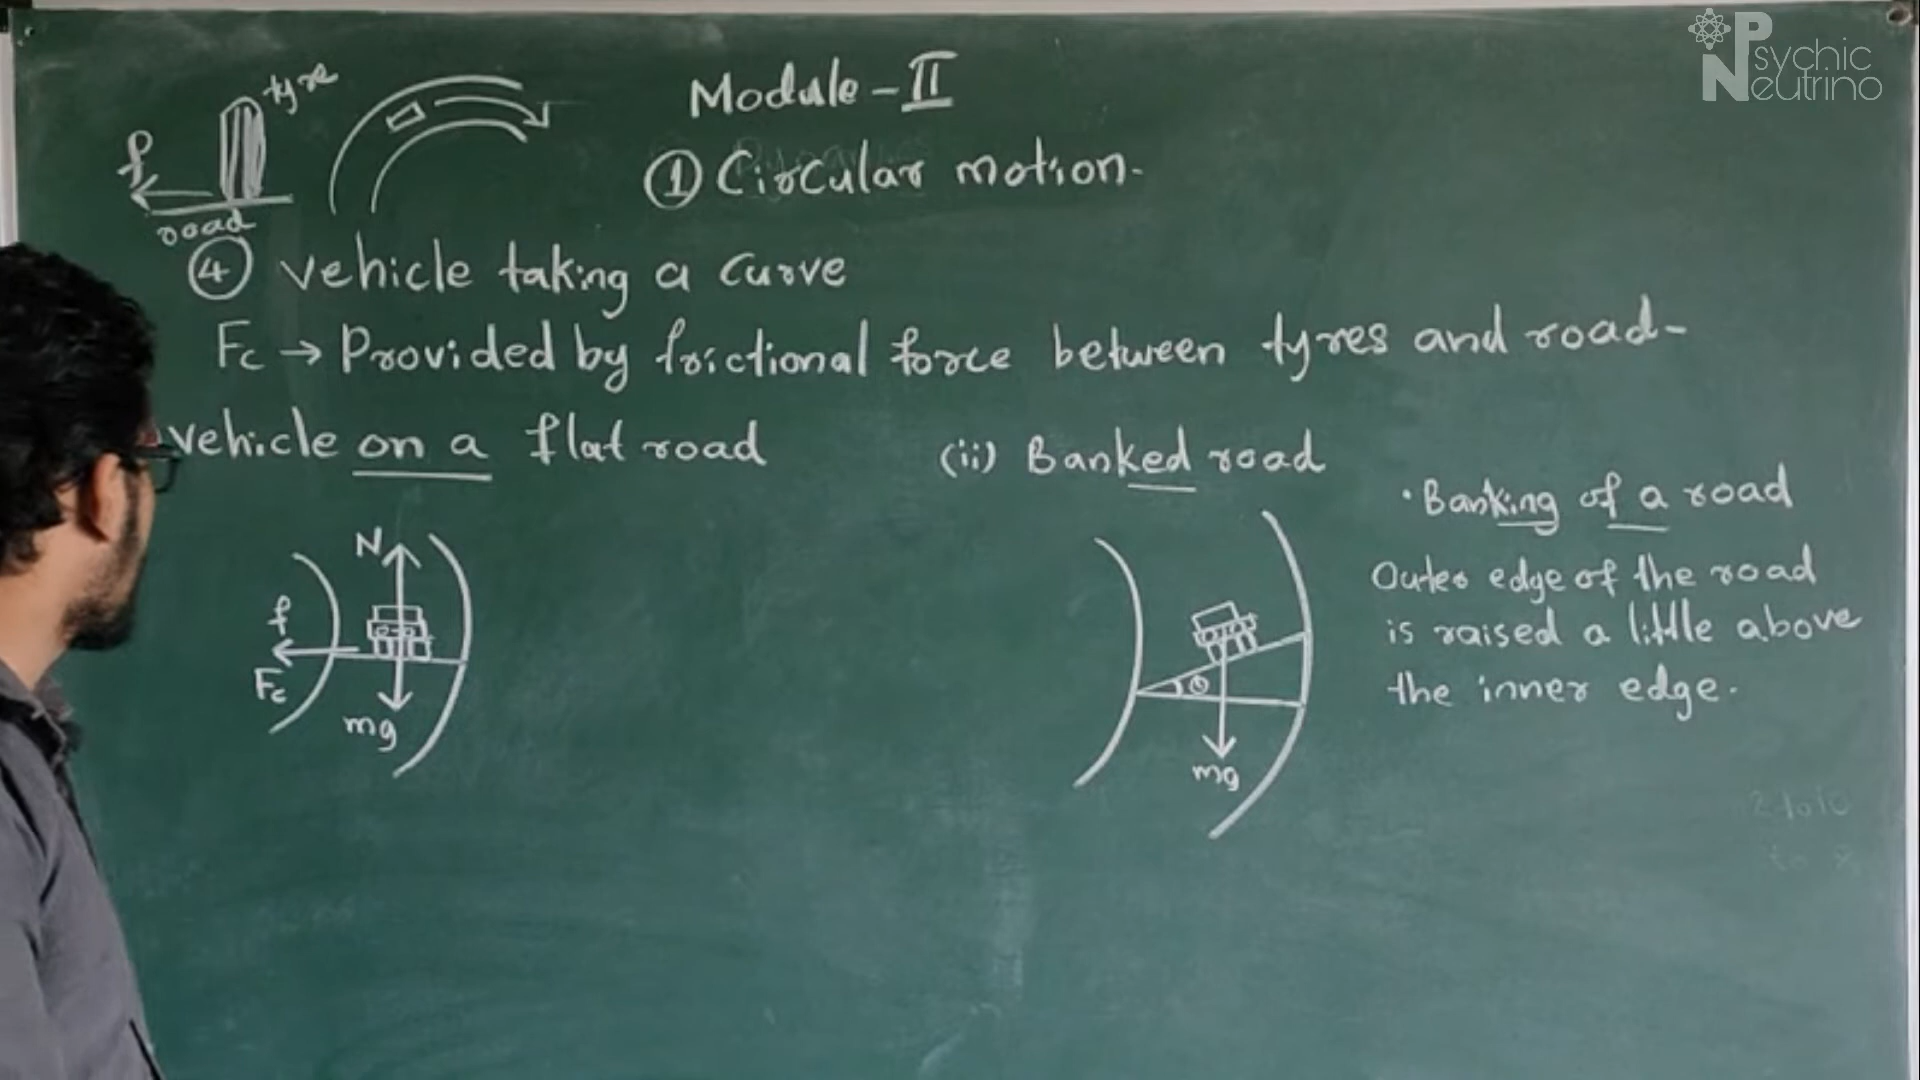 Psychic
Neutrino
Module-II
① Circular motion.
tyre
f
road
④ vehicle taking a curve
Fc → Provided by frictional force between tyres and road-
vehicle on a flat road
N
f
Fc
mg
(ii) Banked road
θ
mg
· Banking of a road
Outer edge of the road
is raised a little above
the inner edge.